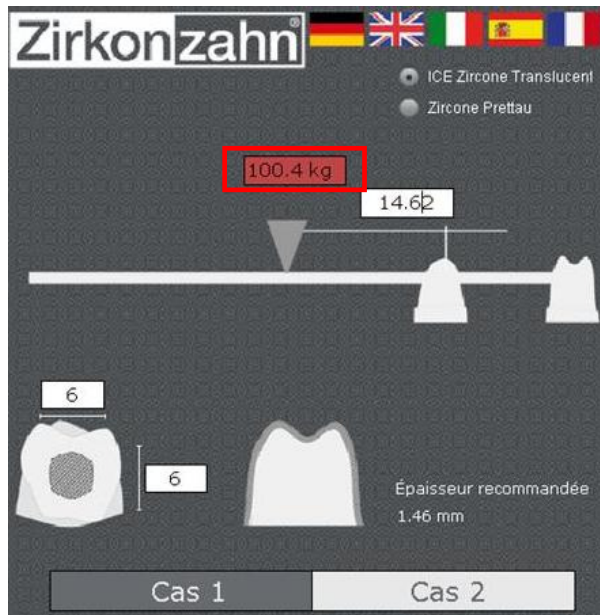 Zirkonzahn®
ICE Zircone Translucent
Zircone Prettau
100.4 kg
14.62
6
6
Épaisseur recommandée
1.46 mm
Cas 1
Cas 2